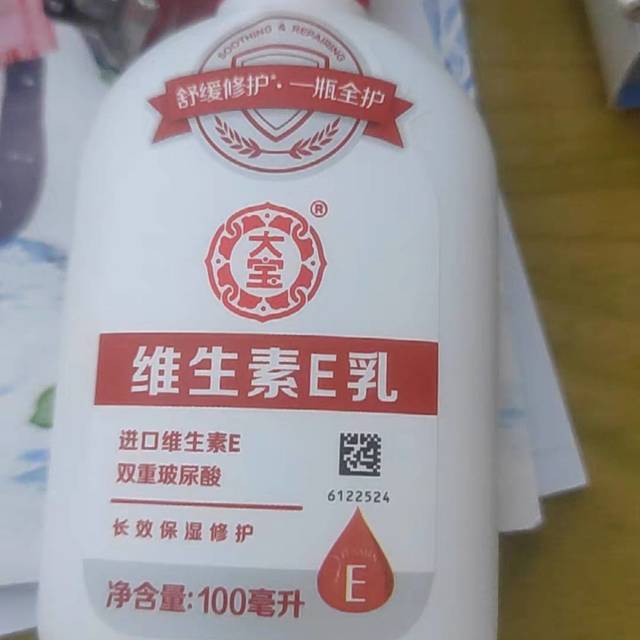 SOOTHING & REPAIRING
舒缓修护*·一瓶全护
大宝®
维生素E乳
进口维生素E
双重玻尿酸
6122524
长效保湿修护
E
净含量:100毫升